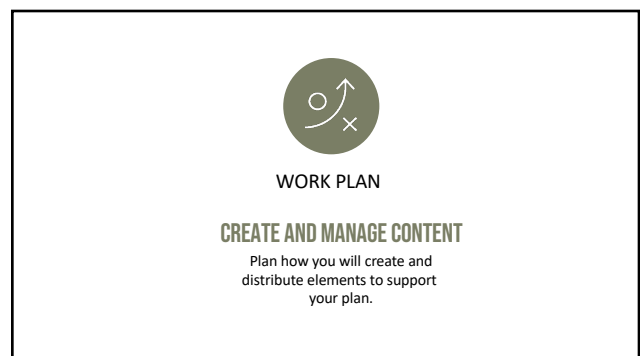 WORK PLAN
CREATE AND MANAGE CONTENT
Plan how you will create and
distribute elements to support
your plan.